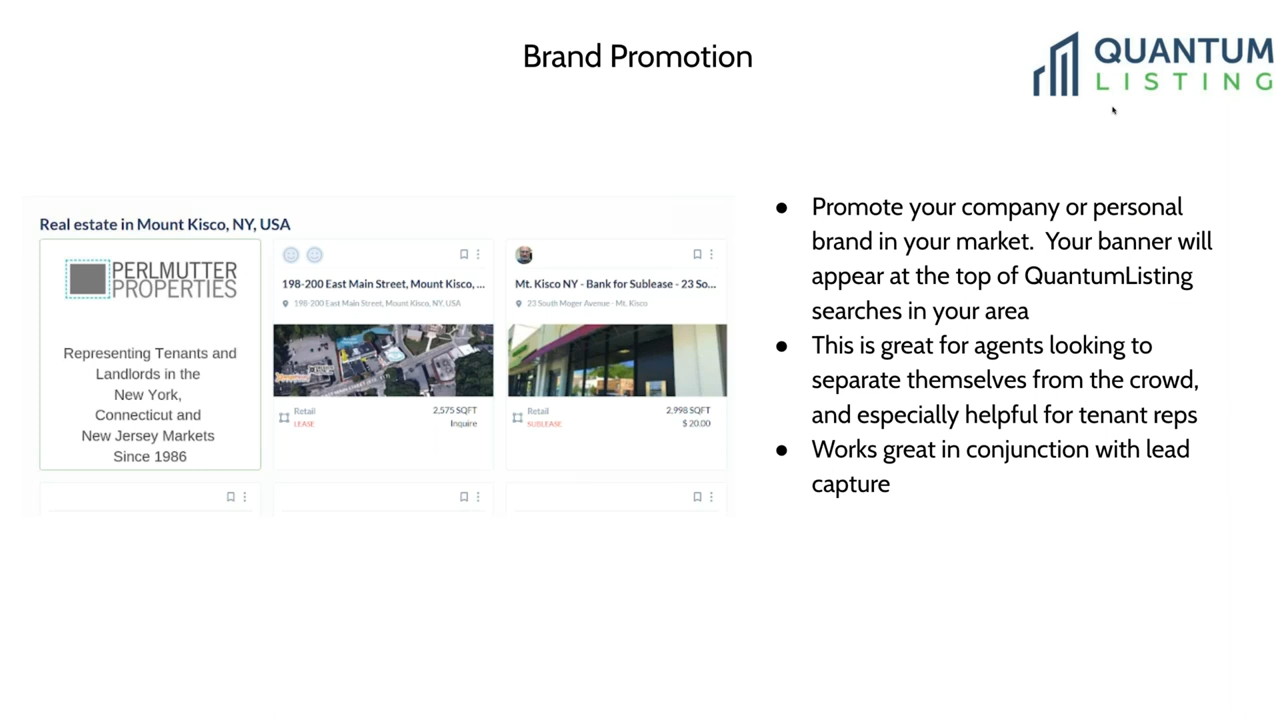 Brand Promotion
QUANTUM
LISTING
Real estate in Mount Kisco, NY, USA
PERLMUTTER
PROPERTIES
Representing Tenants and
Landlords in the
New York,
Connecticut and
New Jersey Markets
Since 1986
198-200 East Main Street, Mount Kisco, ...
198-200 East Main Street, Mount Kisco, NY, USA
Retail
2,575 SQFT
LEASE
Inquire
Mt. Kisco NY - Bank for Sublease - 23 So...
23 South Moger Avenue - Mt. Kisco
Retail
2,998 SQFT
SUBLEASE
$ 20.00
● Promote your company or personal
brand in your market. Your banner will
appear at the top of QuantumListing
searches in your area
● This is great for agents looking to
separate themselves from the crowd,
and especially helpful for tenant reps
● Works great in conjunction with lead
capture